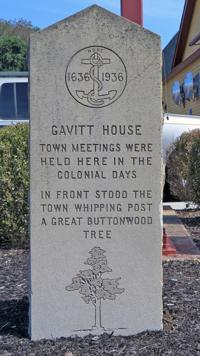 HOPE
1636 1936
GAVITT HOUSE
TOWN MEETINGS WERE
HELD HERE IN THE
COLONIAL DAYS
IN FRONT STOOD THE
TOWN WHIPPING POST
A GREAT BUTTONWOOD
TREE